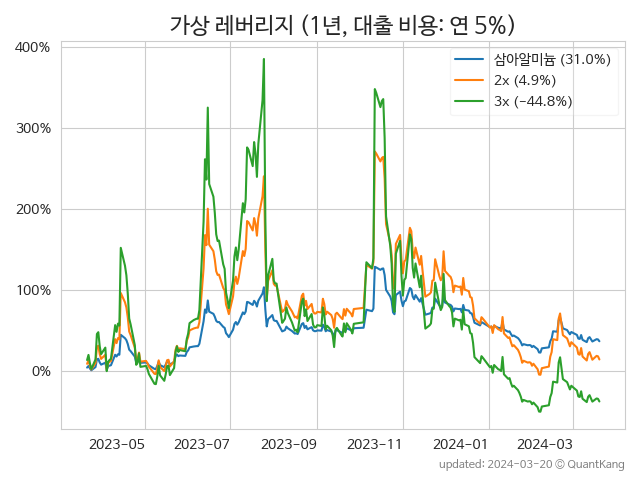 가상 레버리지 (1년, 대출 비용: 연 5%)
400%
300%
200%
100%
0%
삼아알미늄 (31.0%)
2x (4.9%)
3x (-44.8%)
2023-05
2023-07
2023-09
2023-11
2024-01
2024-03
updated: 2024-03-20 © QuantKang